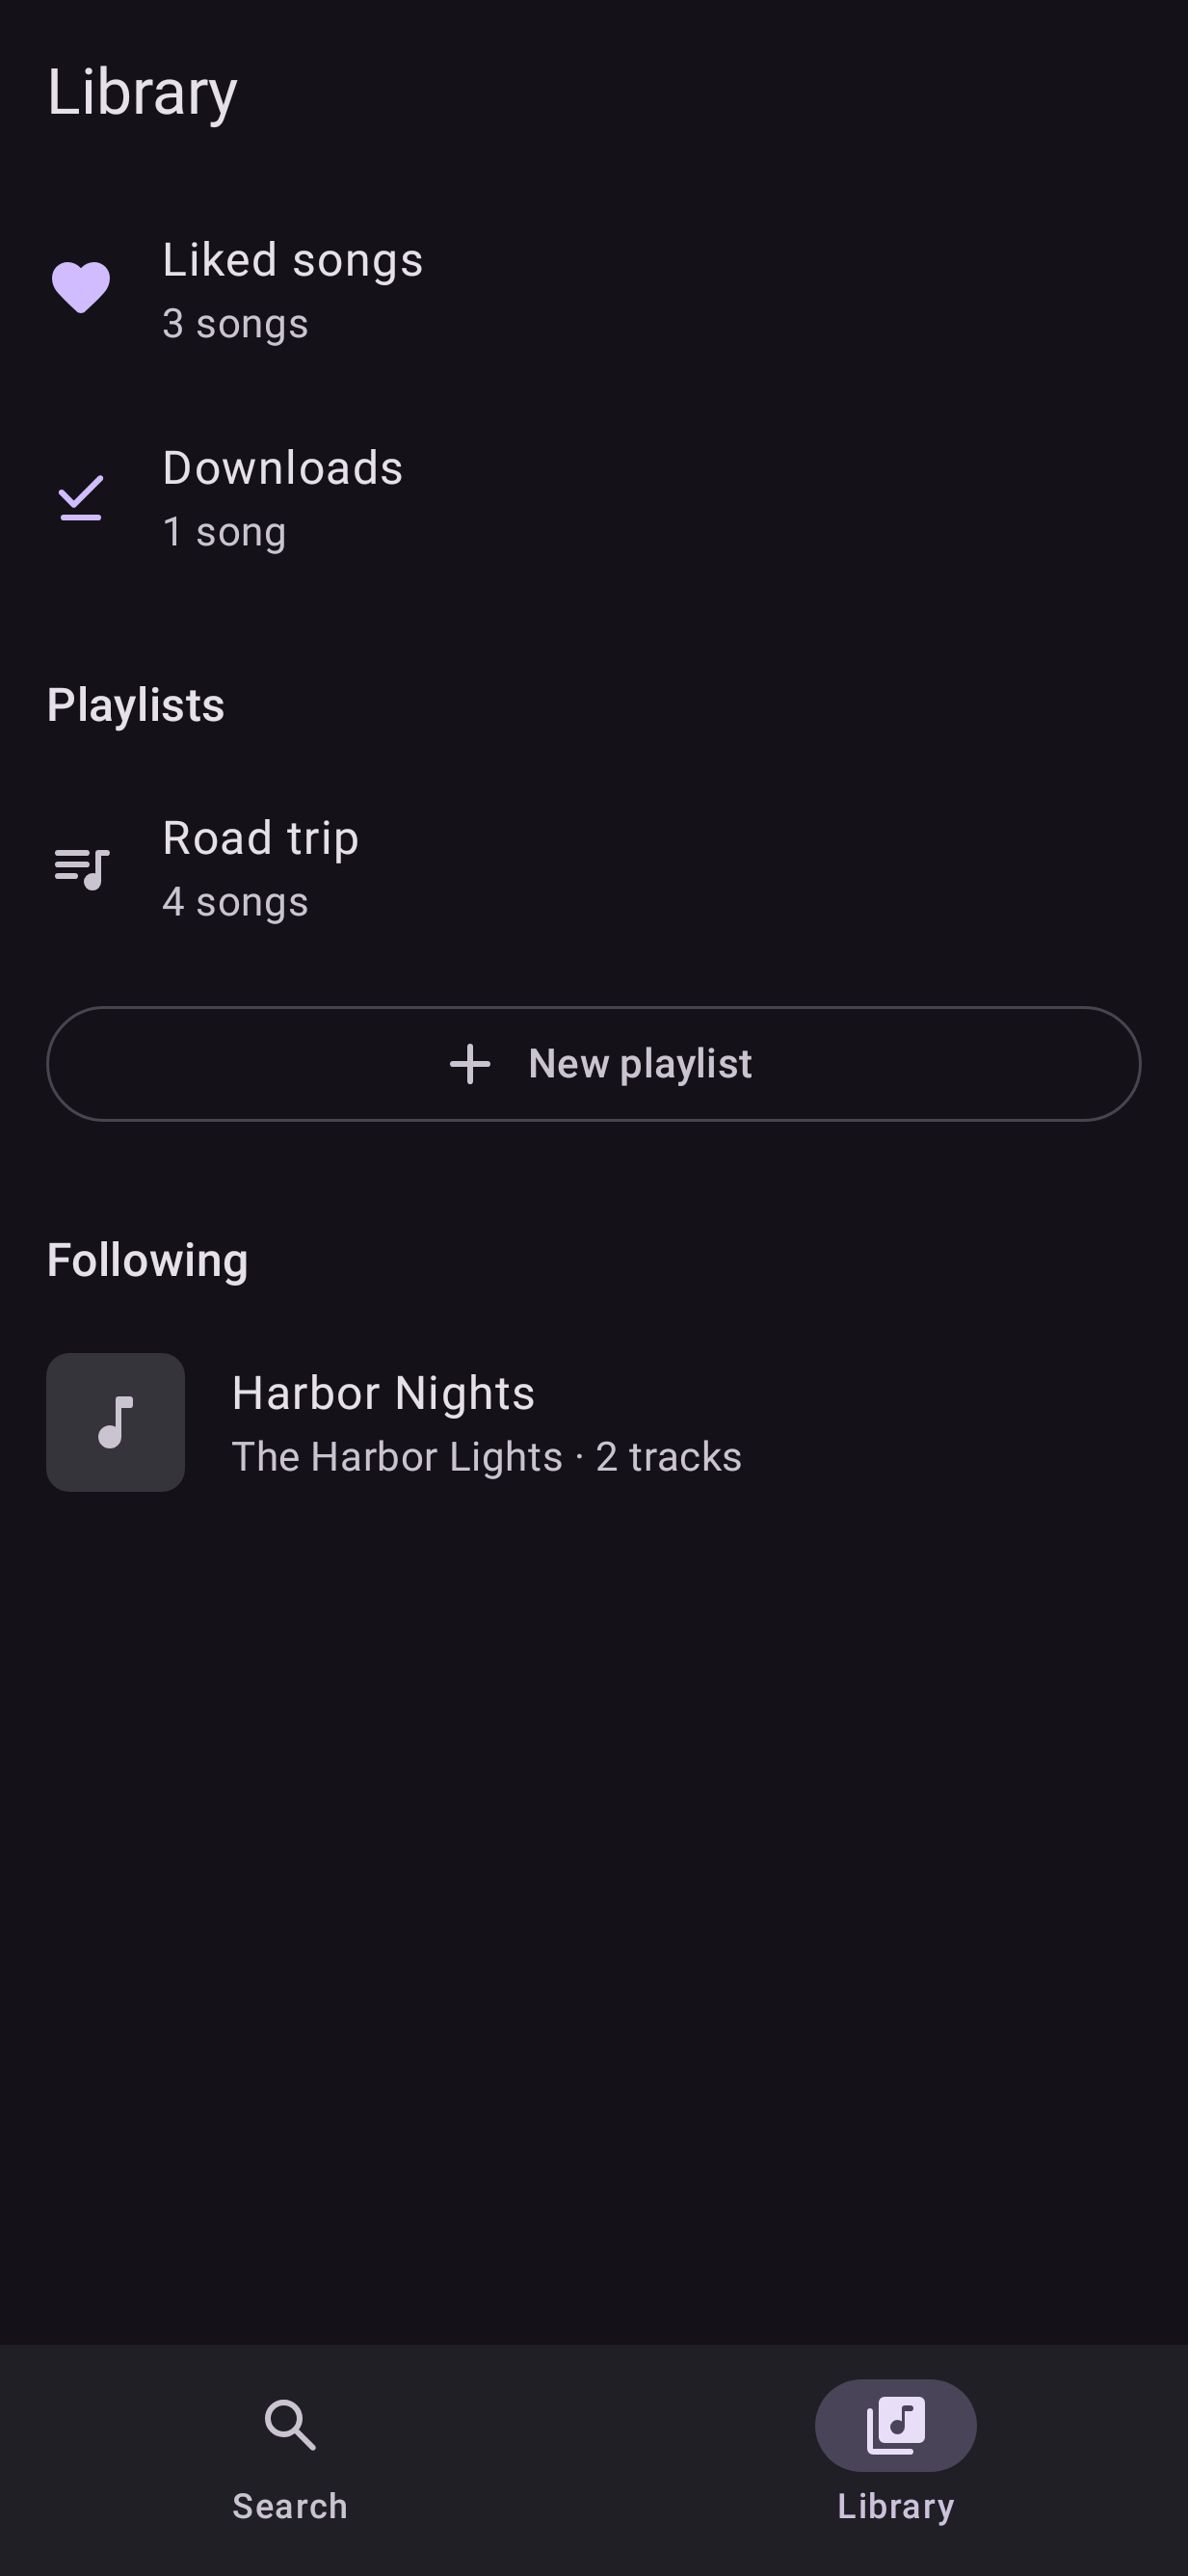 Library
Liked songs
3 songs
Downloads
1 song
Playlists
Road trip
4 songs
New playlist
Following
Harbor Nights
The Harbor Lights · 2 tracks
Search
Library